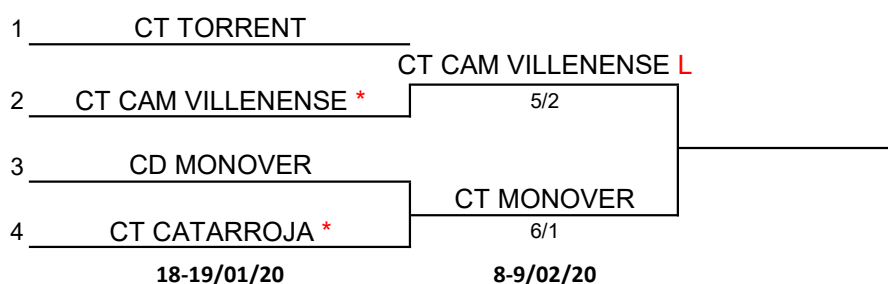 1 CT TORRENT
CT CAM VILLENENSE L
2 CT CAM VILLENENSE *
5/2
3 CD MONOVER
CT MONOVER
4 CT CATARROJA *
6/1
18-19/01/20 8-9/02/20